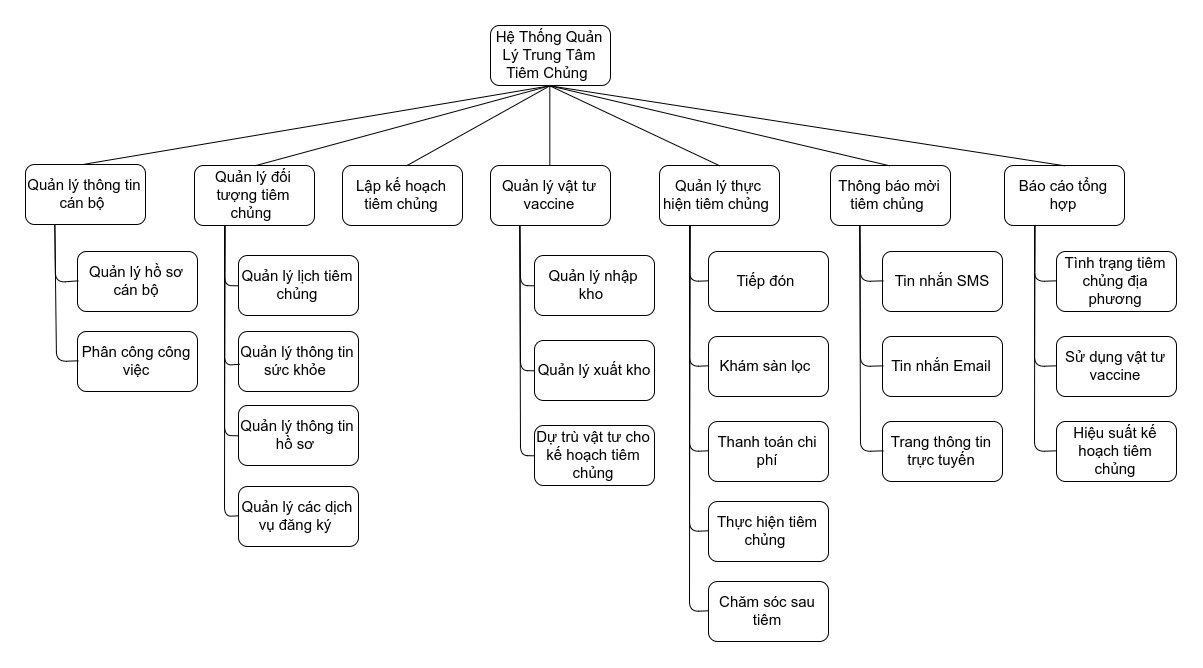 Hệ Thống Quản
Lý Trung Tâm
Tiêm Chủng
Quản lý thông tin
cán bộ
Quản lý hồ sơ
cán bộ
Phân công công
việc
Quản lý đối
tượng tiêm
chủng
Quản lý lịch tiêm
chủng
Quản lý thông tin
sức khỏe
Quản lý thông tin
hồ sơ
Quản lý các dịch
vụ đăng ký
Lập kế hoạch
tiêm chủng
Quản lý vật tư
vaccine
Quản lý nhập
kho
Quản lý xuất kho
Dự trù vật tư cho
kế hoạch tiêm
chủng
Quản lý thực
hiện tiêm chủng
Tiếp đón
Khám sàn lọc
Thanh toán chi
phí
Thực hiện tiêm
chủng
Chăm sóc sau
tiêm
Thông báo mời
tiêm chủng
Tin nhắn SMS
Tin nhắn Email
Trang thông tin
trực tuyến
Báo cáo tổng
hợp
Tình trạng tiêm
chủng địa
phương
Sử dụng vật tư
vaccine
Hiệu suất kế
hoạch tiêm
chủng